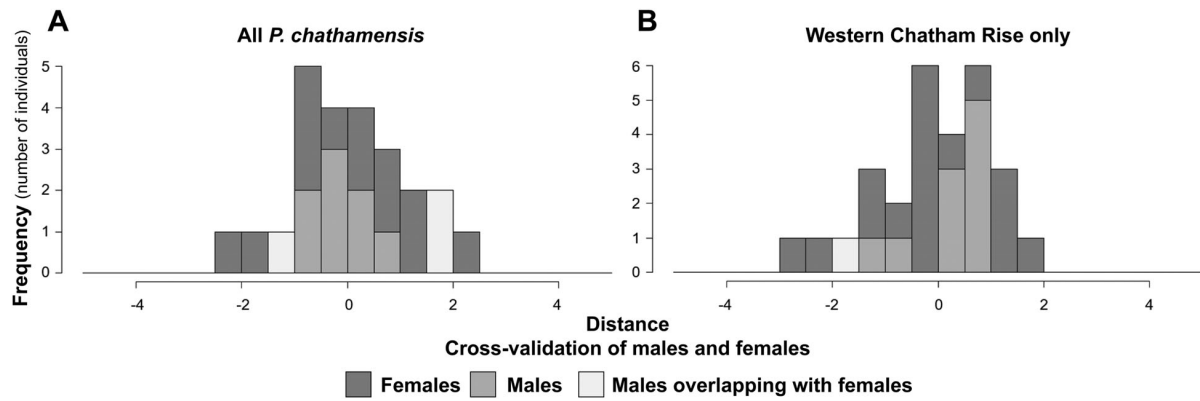 A
All P. chathamensis
B
Western Chatham Rise only
Frequency (number of individuals)
5
4
3
2
1
0
-4
-2
0
2
4
6
5
4
3
2
1
0
-4
-2
0
2
4
Distance
Cross-validation of males and females
Females
Males
Males overlapping with females